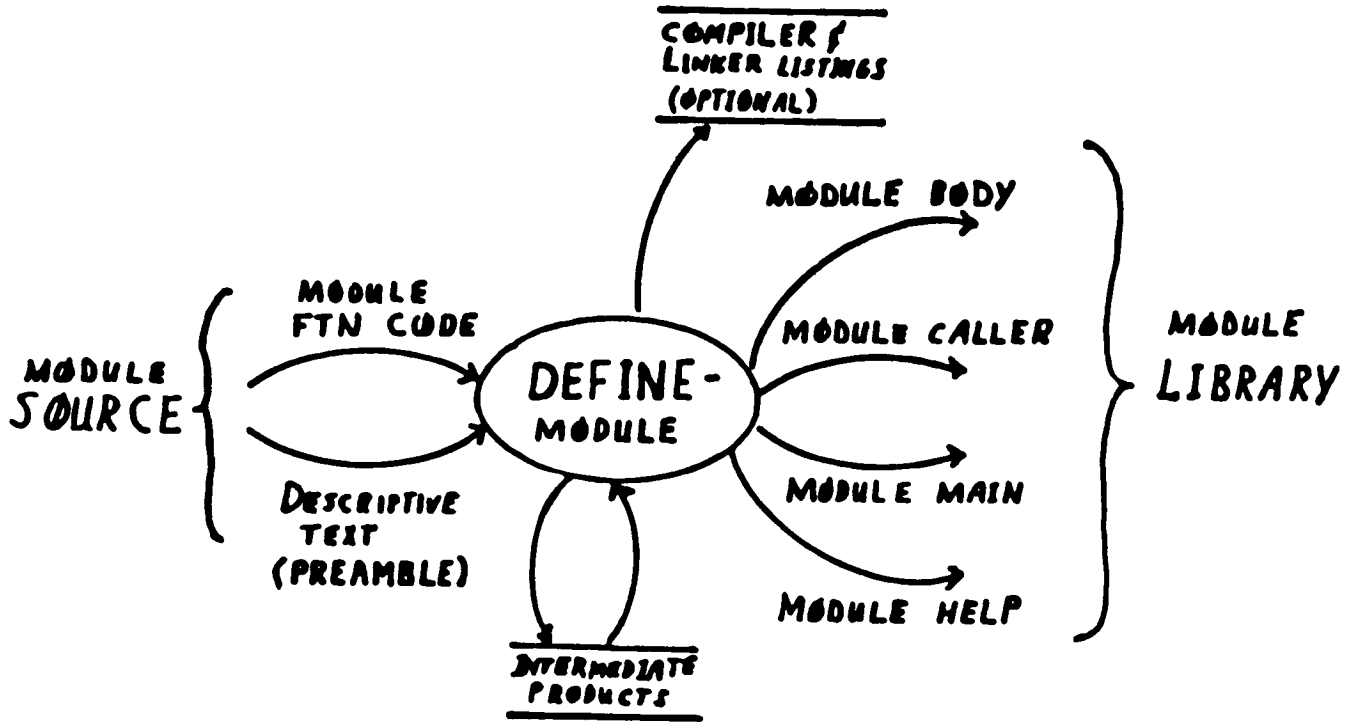 COMPILER &
LINKER LISTINGS
(OPTIONAL)
MODULE BODY
MODULE
FTN CODE
MODULE CALLER
MODULE
LIBRARY
MODULE
SOURCE
DEFINE-
MODULE
MODULE MAIN
DESCRIPTIVE
TEXT
(PREAMBLE)
MODULE HELP
INTERMEDIATE
PRODUCTS